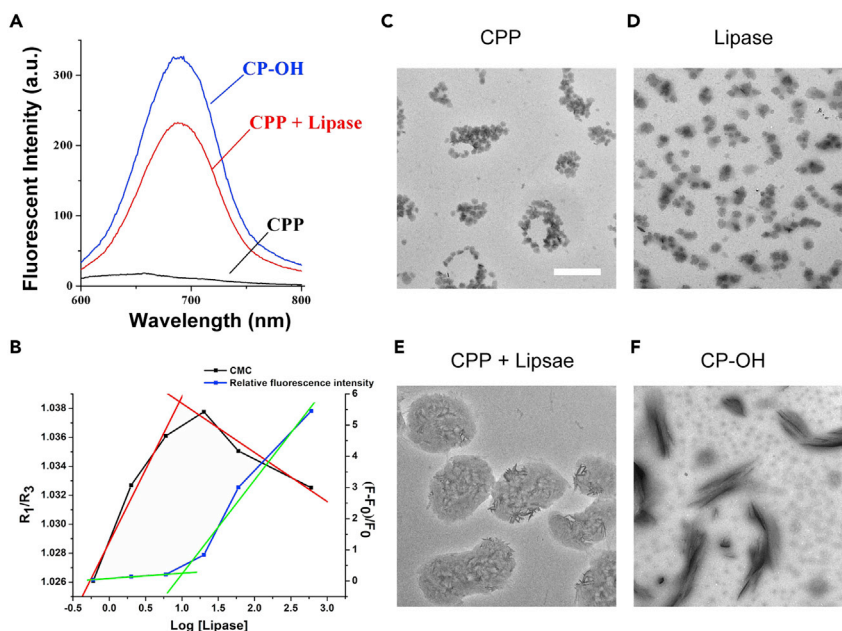 A
Fluorescent Intenity (a.u.)
300
200
100
0
CP-OH
CPP + Lipase
CPP
600
700
800
Wavelength (nm)
B
CMC
Relative fluorescence intensity
R1/R3
1.038
1.036
1.034
1.032
1.030
1.028
1.026
6
5
4
3
2
1
0
(F-F0)/F0
-0.5
0.0
0.5
1.0
1.5
2.0
2.5
3.0
Log [Lipase]
C
CPP
D
Lipase
E
CPP + Lipsae
F
CP-OH